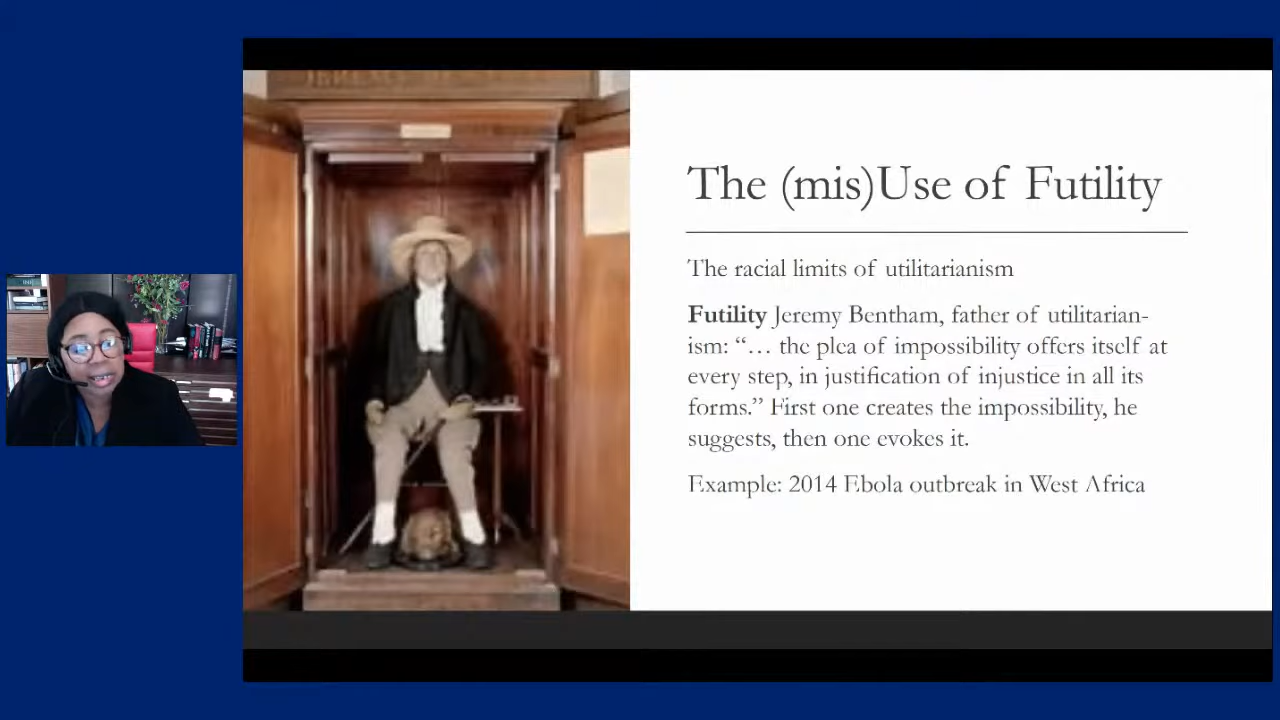 The (mis)Use of Futility
The racial limits of utilitarianism
Futility Jeremy Bentham, father of utilitarian-
ism: “… the plea of impossibility offers itself at
every step, in justification of injustice in all its
forms.” First one creates the impossibility, he
suggests, then one evokes it.
Example: 2014 Ebola outbreak in West Africa